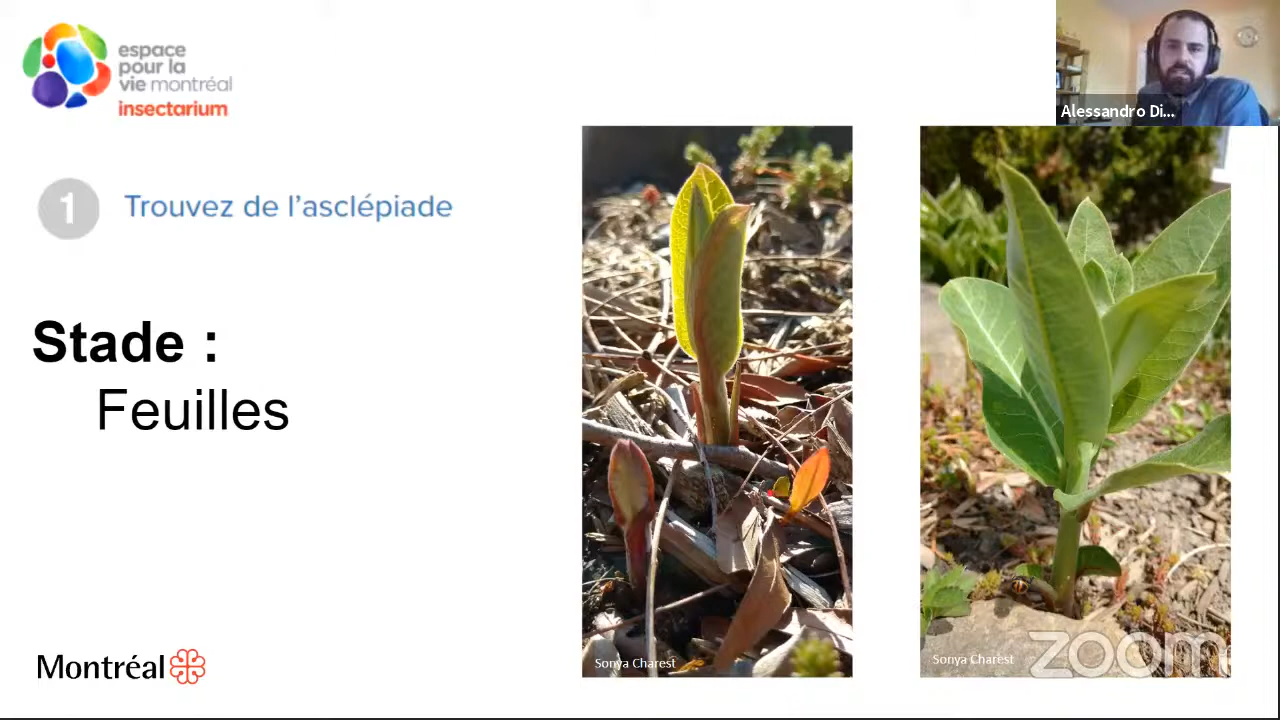 espace
pour la
vie montréal
insectarium
Alessandro Di...
1 Trouvez de l'asclépiade
Stade :
Feuilles
Sonya Charest
Sonya Charest
zoom
Montréal